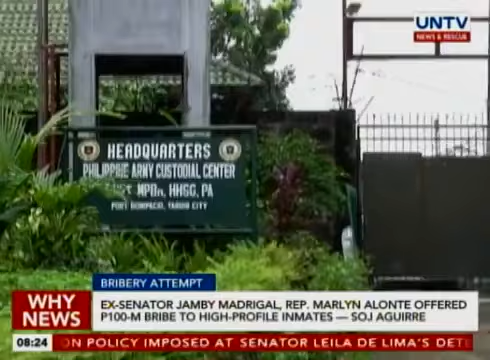 UNTV
NEWS & RESCUE
HEADQUARTERS
PHILIPPINE ARMY CUSTODIAL CENTER
MPBn, HHSG, PA
FORT BONIFACIO, TAGUIG CITY
BRIBERY ATTEMPT
WHY NEWS
EX-SENATOR JAMBY MADRIGAL, REP. MARLYN ALONTE OFFERED
P100-M BRIBE TO HIGH-PROFILE INMATES — SOJ AGUIRRE
08:24
ON POLICY IMPOSED AT SENATOR LEILA DE LIMA'S DET